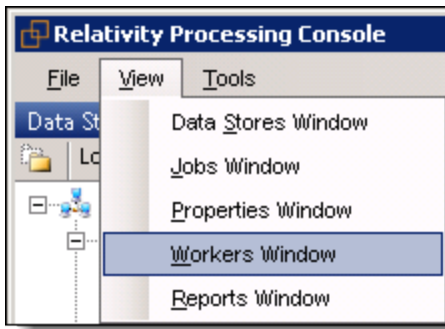 Relativity Processing Console
File View Tools
Data St
Data Stores Window
Lo
Jobs Window
Properties Window
Workers Window
Reports Window